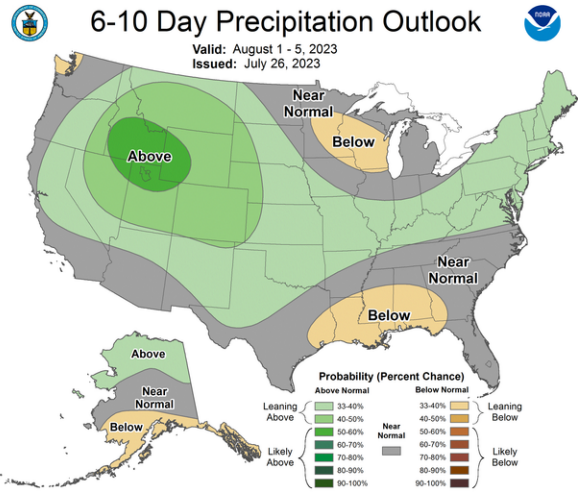 6-10 Day Precipitation Outlook
Valid: August 1 - 5, 2023
Issued: July 26, 2023
NOAA
Near
Normal
Below
Above
Near
Normal
Below
Above
Near
Normal
Below
Probability (Percent Chance)
Above Normal
Below Normal
Leaning
Above
33-40%
40-50%
Likely
Above
50-60%
60-70%
70-80%
80-90%
90-100%
Near
Normal
33-40%
40-50%
Leaning
Below
50-60%
60-70%
70-80%
80-90%
90-100%
Likely
Below